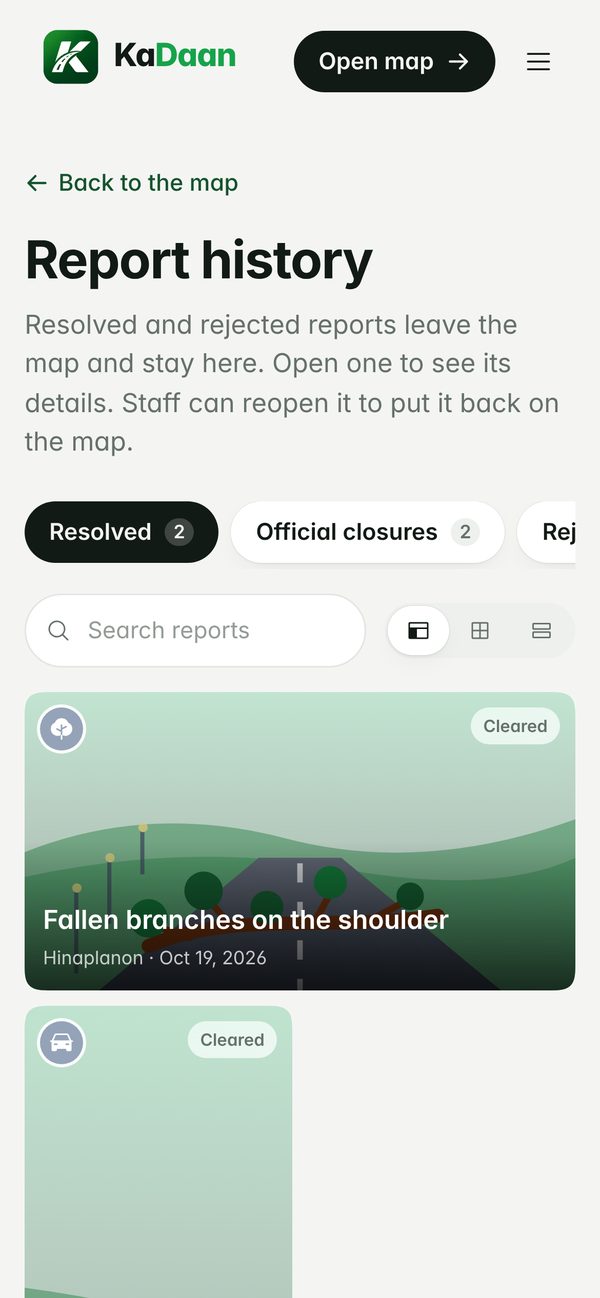 KaDaan
Open map
Back to the map
Report history
Resolved and rejected reports leave the
map and stay here. Open one to see its
details. Staff can reopen it to put it back on
the map.
Resolved 2
Official closures 2
Rej
Search reports
Cleared
Fallen branches on the shoulder
Hinaplanon · Oct 19, 2026
Cleared